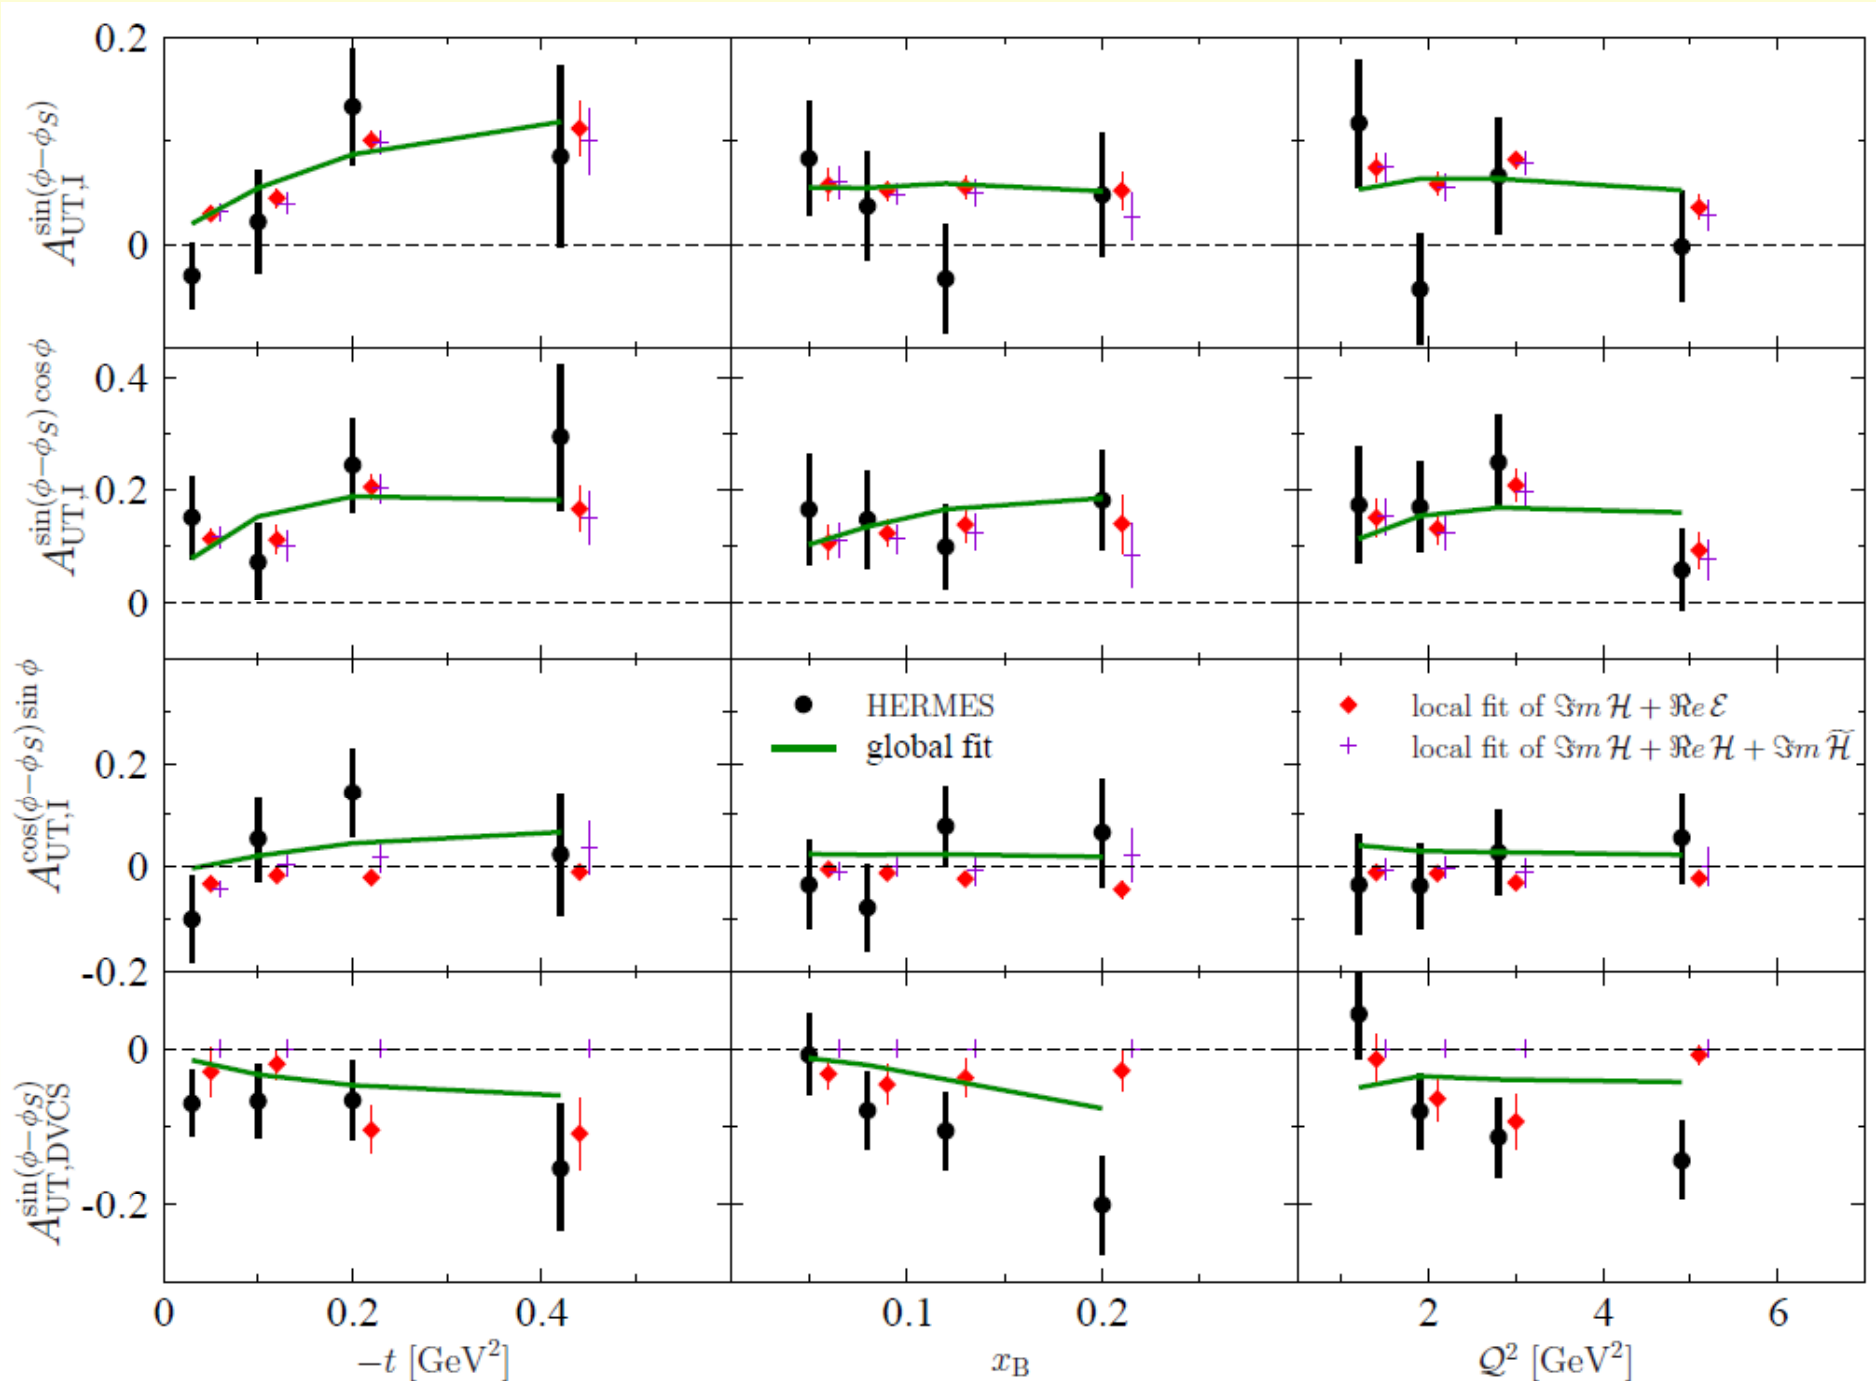 0.2
0
A_{UT,I}^{sin(ϕ−ϕ_S)}
0.4
0.2
0
A_{UT,I}^{sin(ϕ−ϕ_S) cos ϕ}
HERMES
global fit
local fit of ℑm ℋ + ℜe ℰ
local fit of ℑm ℋ + ℜe ℋ + ℑm ℋ̃
0.2
0
-0.2
A_{UT,I}^{cos(ϕ−ϕ_S) sin ϕ}
0
-0.2
A_{UT,DVCS}^{sin(ϕ−ϕ_S)}
0 0.2 0.4 0.1 0.2 2 4 6
−t [GeV²] x_B 𝒬² [GeV²]